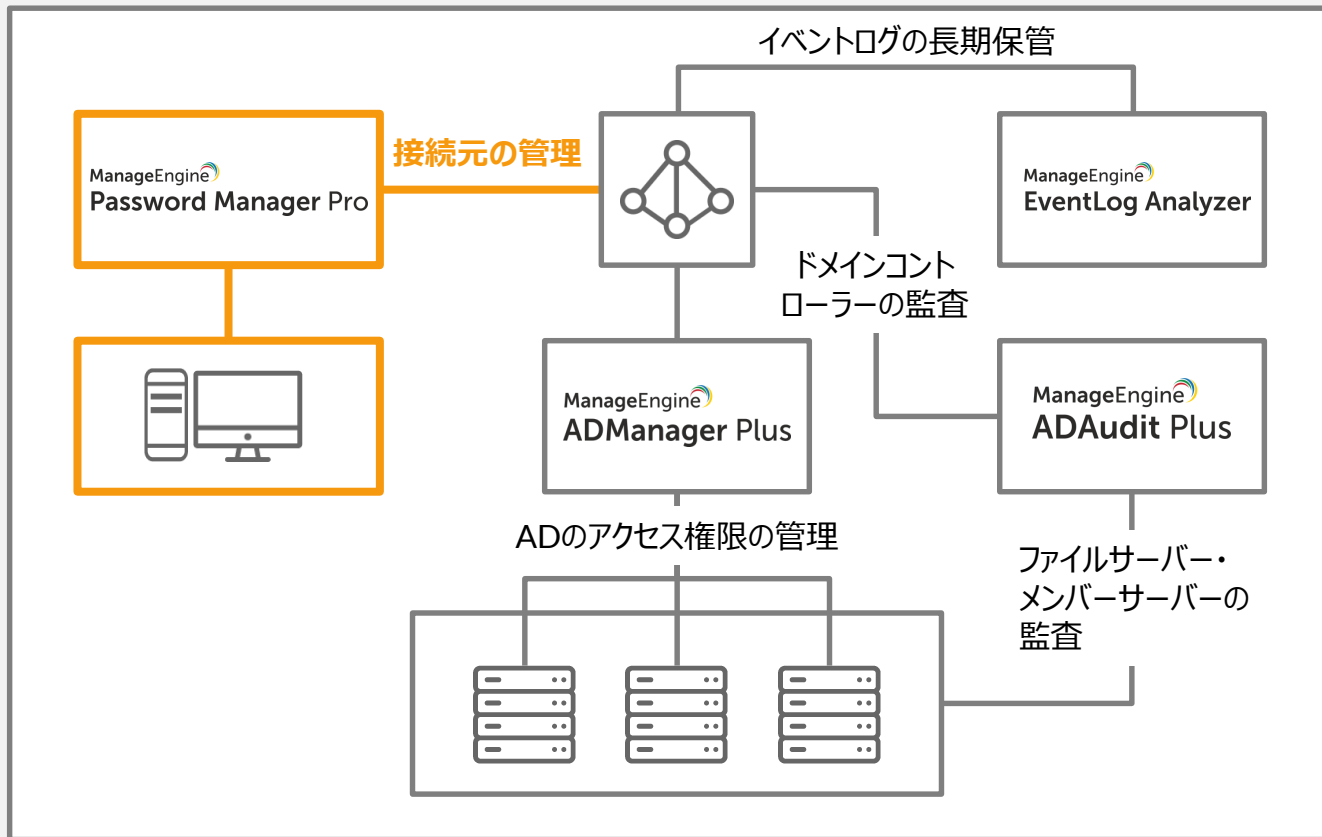 イベントログの長期保管
接続元の管理
ManageEngine
Password Manager Pro
ManageEngine
EventLog Analyzer
ドメインコント
ローラーの監査
ManageEngine
ADManager Plus
ManageEngine
ADAudit Plus
ADのアクセス権限の管理
ファイルサーバー・
メンバーサーバーの
監査